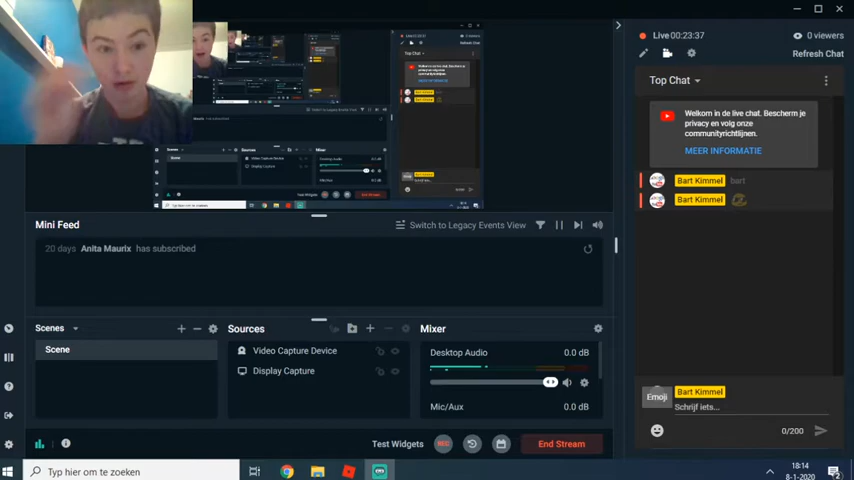 Live 00:23:37
0 viewers
Refresh Chat
Top Chat
Welkom in de live chat. Bescherm je
privacy en volg onze
communityrichtlijnen.
MEER INFORMATIE
Bart Kimmel bart
Bart Kimmel
Mini Feed
Switch to Legacy Events View
20 days Anita Maurix has subscribed
Scenes
Sources
Mixer
Scene
Video Capture Device
Display Capture
Desktop Audio 0.0 dB
Mic/Aux 0.0 dB
Emoji
Bart Kimmel
Schrijf iets...
0/200
Test Widgets
REC
End Stream
Typ hier om te zoeken
18:14
8-1-2020
2